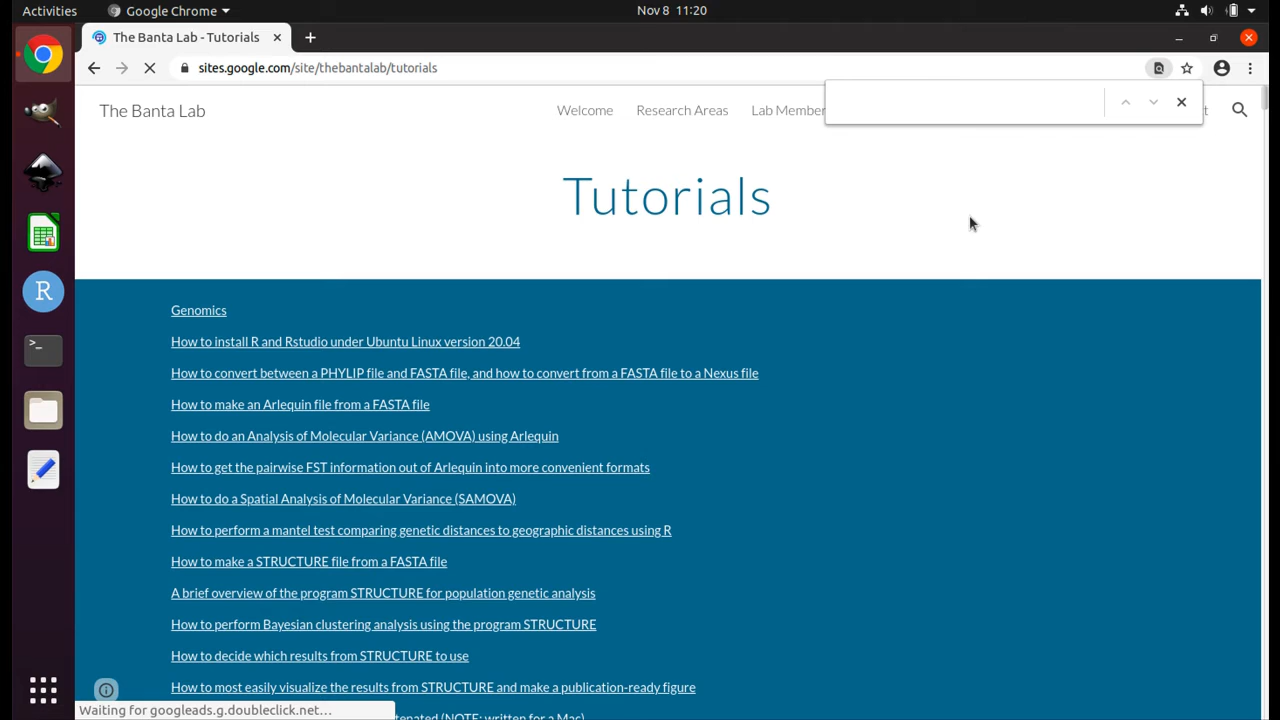 Activities Google Chrome Nov 8 11:20
The Banta Lab - Tutorials
sites.google.com/site/thebantalab/tutorials
The Banta Lab Welcome Research Areas Lab Member
Tutorials
Genomics
How to install R and Rstudio under Ubuntu Linux version 20.04
How to convert between a PHYLIP file and FASTA file, and how to convert from a FASTA file to a Nexus file
How to make an Arlequin file from a FASTA file
How to do an Analysis of Molecular Variance (AMOVA) using Arlequin
How to get the pairwise FST information out of Arlequin into more convenient formats
How to do a Spatial Analysis of Molecular Variance (SAMOVA)
How to perform a mantel test comparing genetic distances to geographic distances using R
How to make a STRUCTURE file from a FASTA file
A brief overview of the program STRUCTURE for population genetic analysis
How to perform Bayesian clustering analysis using the program STRUCTURE
How to decide which results from STRUCTURE to use
How to most easily visualize the results from STRUCTURE and make a publication-ready figure
Waiting for googleads.g.doubleclick.net... (NOTE: written for a Mac)